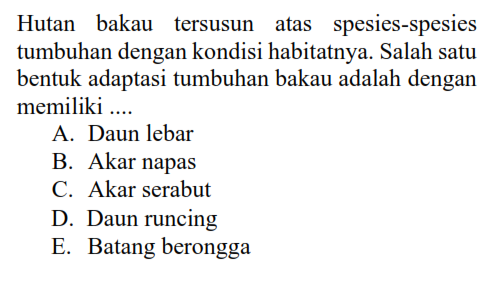 Hutan bakau tersusun atas spesies-spesies
tumbuhan dengan kondisi habitatnya. Salah satu
bentuk adaptasi tumbuhan bakau adalah dengan
memiliki ....
A. Daun lebar
B. Akar napas
C. Akar serabut
D. Daun runcing
E. Batang berongga